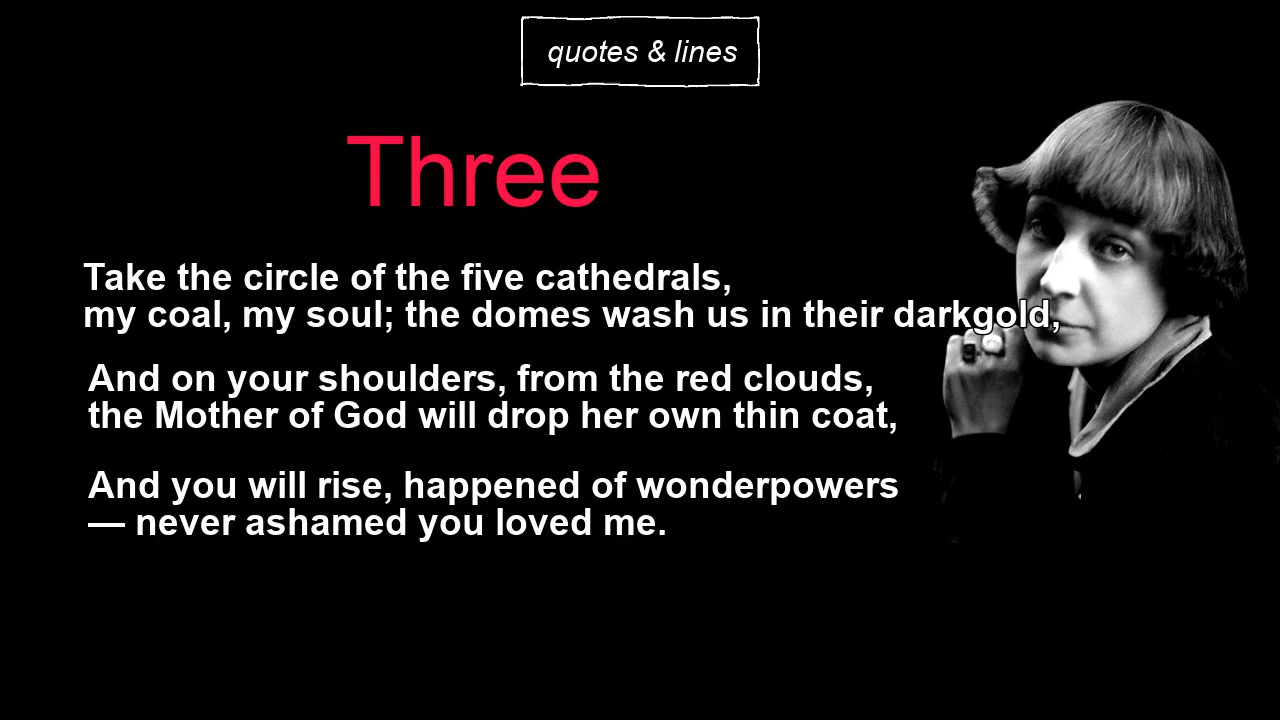 quotes & lines
Three
Take the circle of the five cathedrals,
my coal, my soul; the domes wash us in their darkgold,
And on your shoulders, from the red clouds,
the Mother of God will drop her own thin coat,
And you will rise, happened of wonderpowers
— never ashamed you loved me.